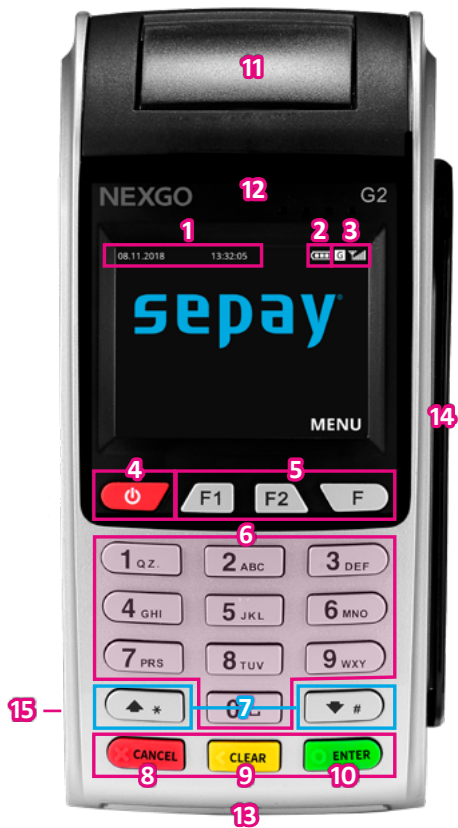 11
12
NEXGO G2
1 2 3
08.11.2018 13:32:05 G
sepay
14
MENU
4 5
F1 F2 F
6
1 QZ. 2 ABC 3 DEF
4 GHI 5 JKL 6 MNO
7 PRS 8 TUV 9 WXY
15 * 7 #
CANCEL CLEAR ENTER
8 9 10
13